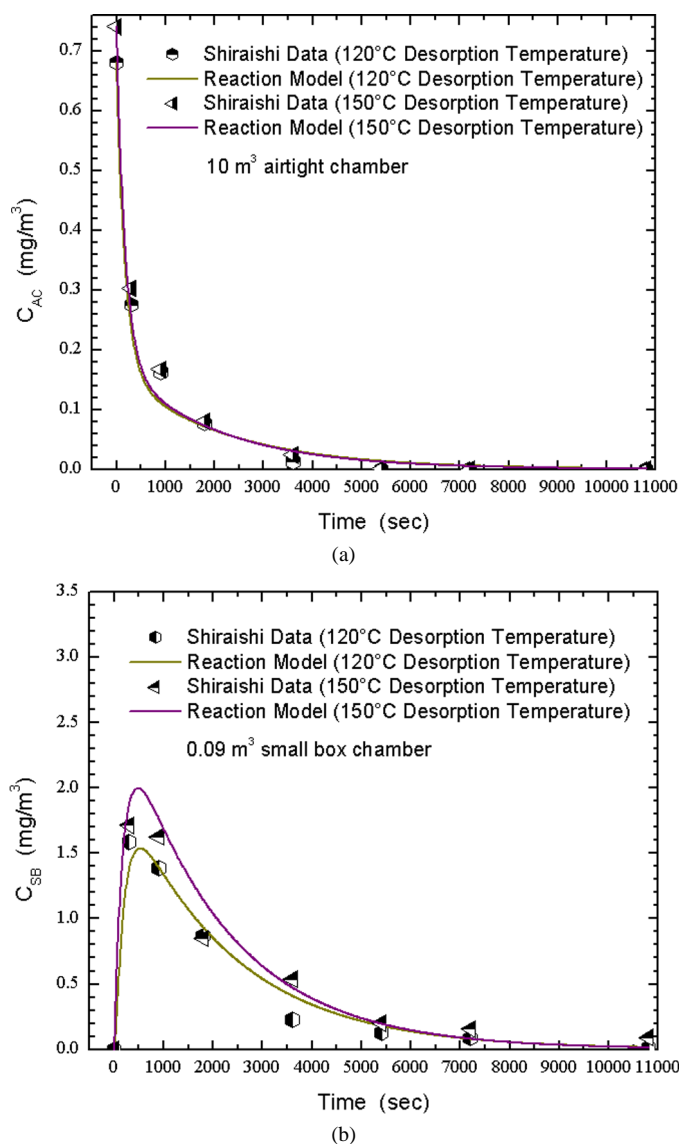 0.7
0.6
0.5
0.4
0.3
0.2
0.1
0.0
C_AC (mg/m³)
Shiraishi Data (120°C Desorption Temperature)
Reaction Model (120°C Desorption Temperature)
Shiraishi Data (150°C Desorption Temperature)
Reaction Model (150°C Desorption Temperature)
10 m³ airtight chamber
0 1000 2000 3000 4000 5000 6000 7000 8000 9000 10000 11000
Time (sec)
(a)
3.5
3.0
2.5
2.0
1.5
1.0
0.5
0.0
C_SB (mg/m³)
Shiraishi Data (120°C Desorption Temperature)
Reaction Model (120°C Desorption Temperature)
Shiraishi Data (150°C Desorption Temperature)
Reaction Model (150°C Desorption Temperature)
0.09 m³ small box chamber
0 1000 2000 3000 4000 5000 6000 7000 8000 9000 10000 11000
Time (sec)
(b)